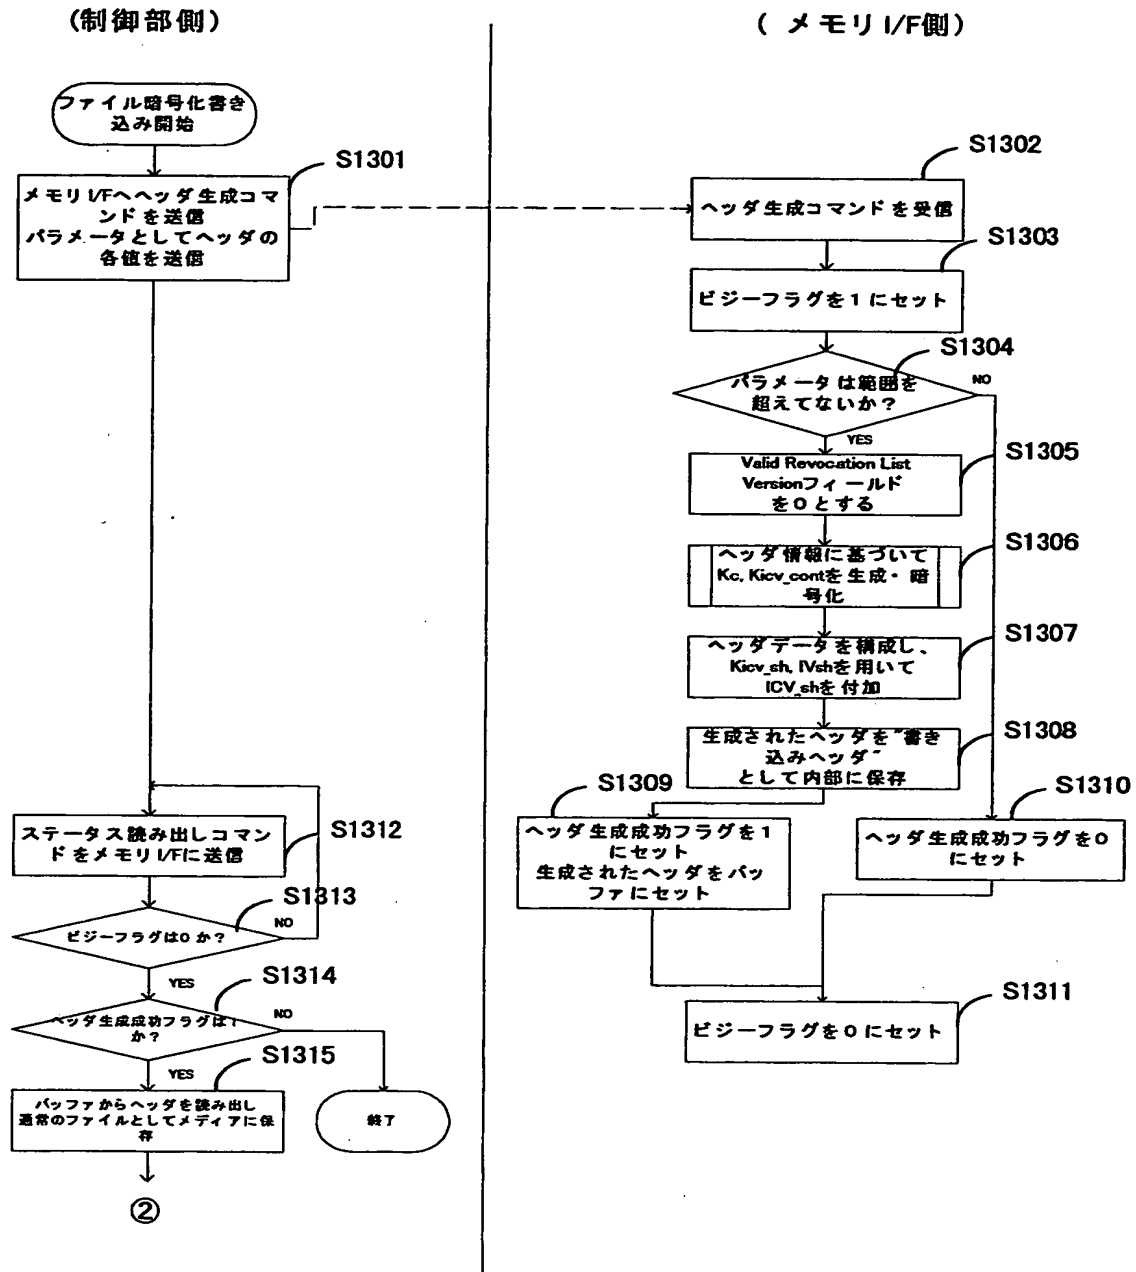 (制御部側)
(メモリI/F側)
ファイル暗号化書き
込み開始
S1301
メモリI/Fへヘッダ生成コマ
ンドを送信
パラメータとしてヘッダの
各値を送信
S1302
ヘッダ生成コマンドを受信
S1303
ビジーフラグを1にセット
S1304
パラメータは範囲を
超えてないか?
NO
YES
S1305
Valid Revocation List
Versionフィールド
を0とする
S1306
ヘッダ情報に基づいて
Kc, Kicv_contを生成・暗
号化
S1307
ヘッダデータを構成し、
Kicv_sh, IVshを用いて
ICV_shを付加
S1308
生成されたヘッダを"書き
込みヘッダ"
として内部に保存
S1309
ヘッダ生成成功フラグを1
にセット
生成されたヘッダをバッ
ファにセット
S1310
ヘッダ生成成功フラグを0
にセット
S1311
ビジーフラグを0にセット
S1312
ステータス読み出しコマン
ドをメモリI/Fに送信
S1313
ビジーフラグは0か?
NO
YES
S1314
ヘッダ生成成功フラグは1
か?
NO
YES
S1315
バッファからヘッダを読み出し
通常のファイルとしてメディアに保
存
終了
②